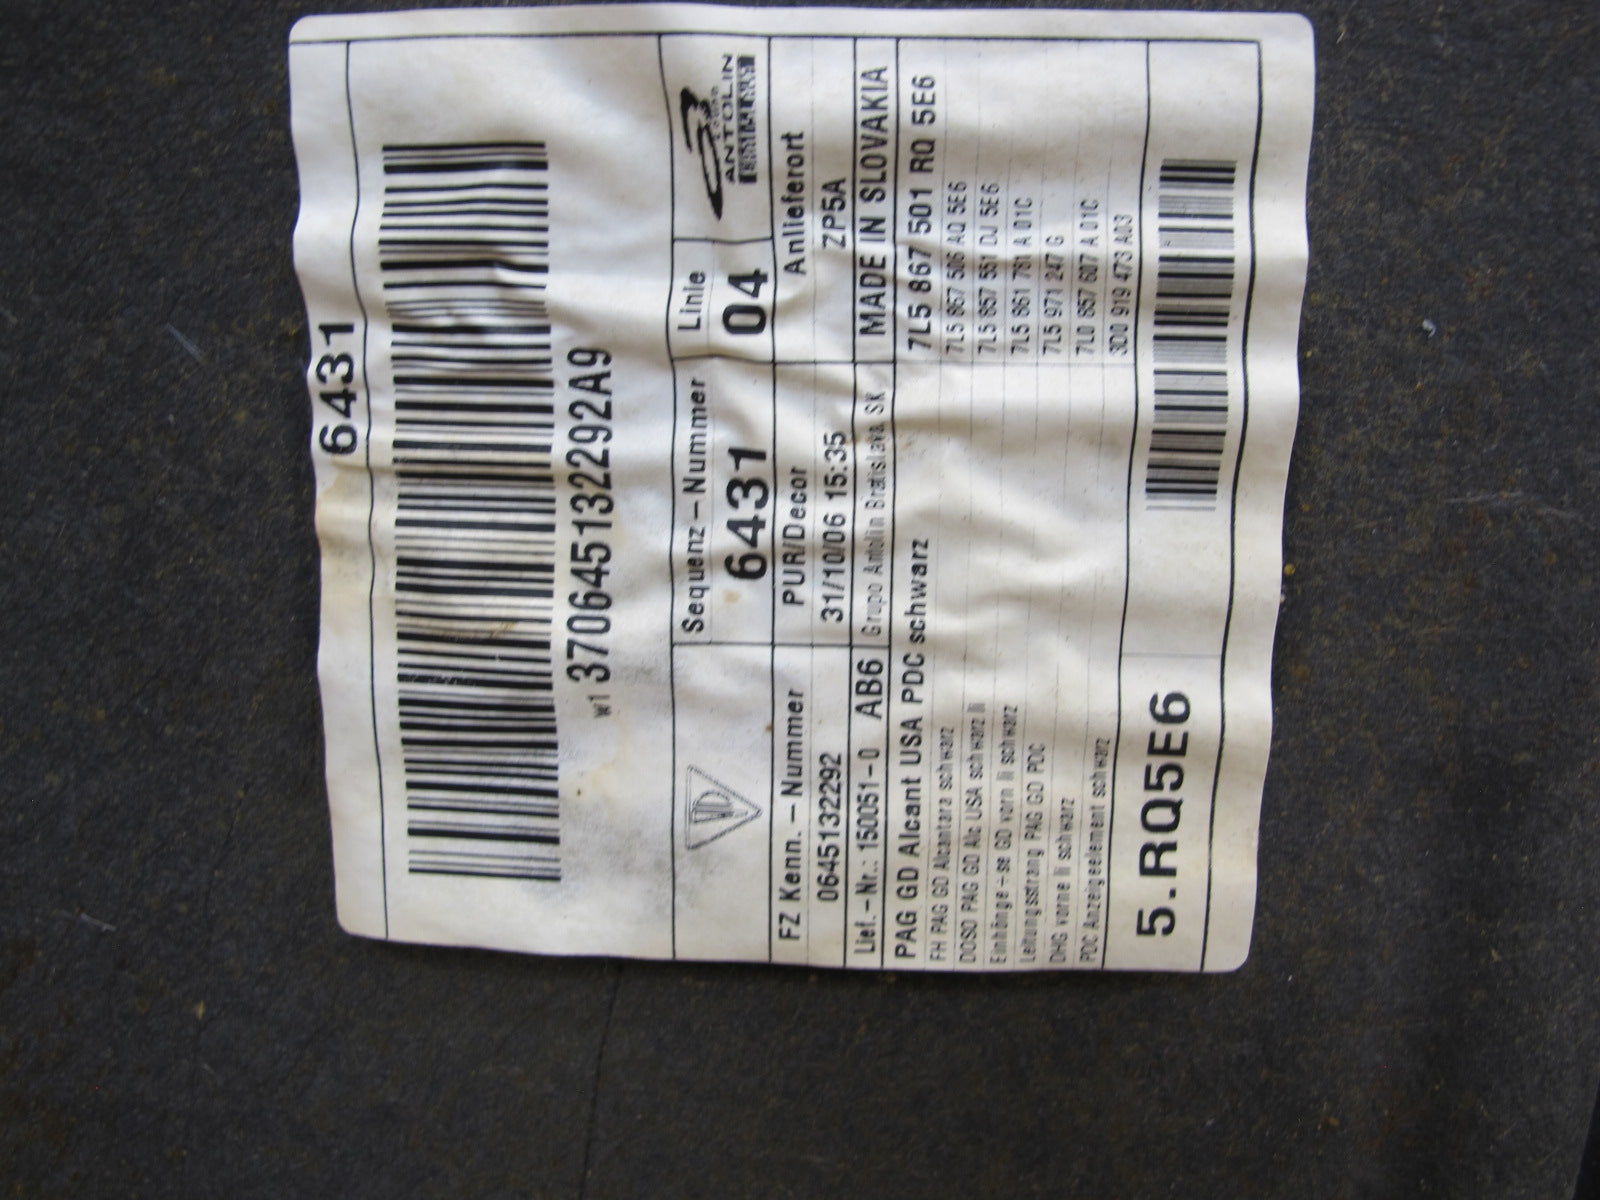 6431
w1 370645132292A9
Sequenz-Nummer
6431
Linie
04
GRUPO
ANTOLIN
BRATISLAVA
FZ Kenn.-Nummer
0645132292
PUR/Decor
31/10/06 15:35
Anlieferort
ZP5A
Lief.-Nr.: 150051-0 AB6
Grupo Antolin Bratislava SK
MADE IN SLOVAKIA
PAG GD Alcant USA PDC schwarz 7L5 867 501 RQ 5E6
FH PAG GD Alcantara schwarz 7L5 867 506 AQ 5E6
DOSO PAG GD Alc USA schwarz li 7L5 857 551 DJ 5E6
Einhänge-se GD vorn li schwarz 7L5 861 781 A 01C
Leitungsstrang PAG GD PDC 7L5 971 247 G
DHG vorne li schwarz 7L0 857 607 A 01C
PDC Anzeigeelement schwarz 3D0 919 473 A03
5.RQ5E6